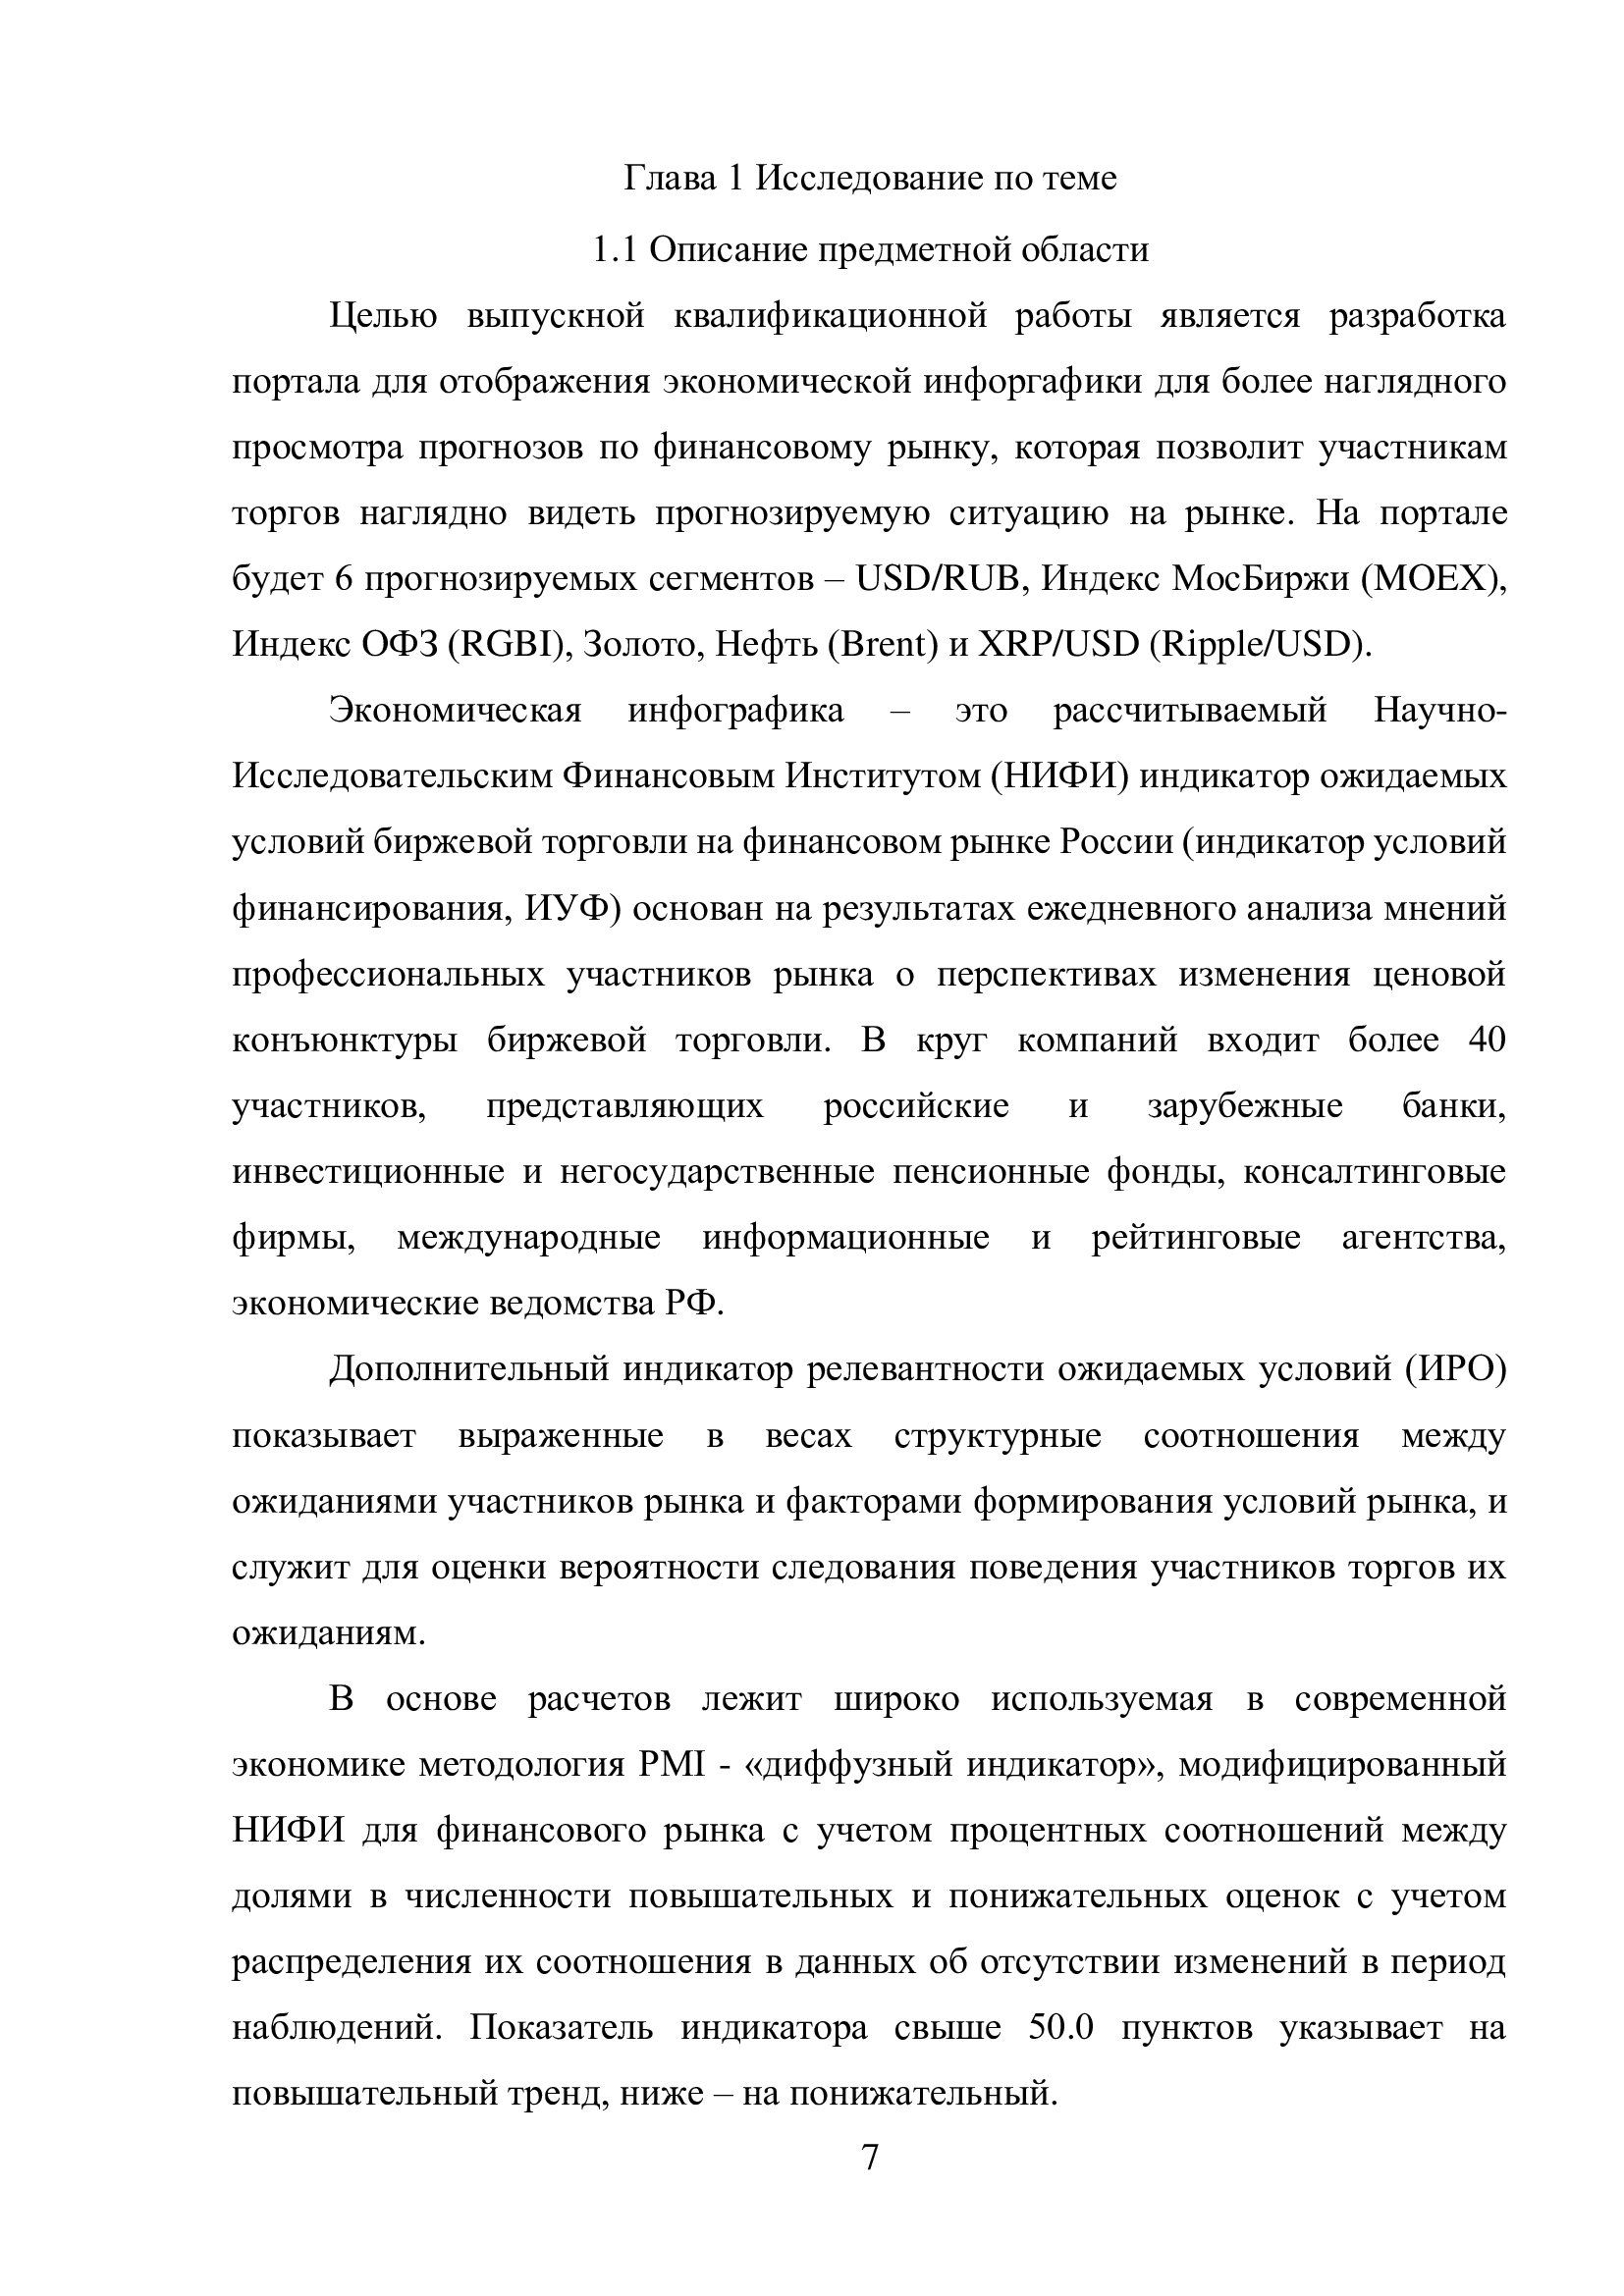 Глава 1 Исследование по теме
1.1 Описание предметной области
Целью выпускной квалификационной работы является разработка
портала для отображения экономической инфоргафики для более наглядного
просмотра прогнозов по финансовому рынку, которая позволит участникам
торгов наглядно видеть прогнозируемую ситуацию на рынке. На портале
будет 6 прогнозируемых сегментов – USD/RUB, Индекс МосБиржи (MOEX),
Индекс ОФЗ (RGBI), Золото, Нефть (Brent) и XRP/USD (Ripple/USD).
Экономическая инфографика – это рассчитываемый Научно-
Исследовательским Финансовым Институтом (НИФИ) индикатор ожидаемых
условий биржевой торговли на финансовом рынке России (индикатор условий
финансирования, ИУФ) основан на результатах ежедневного анализа мнений
профессиональных участников рынка о перспективах изменения ценовой
конъюнктуры биржевой торговли. В круг компаний входит более 40
участников, представляющих российские и зарубежные банки,
инвестиционные и негосударственные пенсионные фонды, консалтинговые
фирмы, международные информационные и рейтинговые агентства,
экономические ведомства РФ.
Дополнительный индикатор релевантности ожидаемых условий (ИРО)
показывает выраженные в весах структурные соотношения между
ожиданиями участников рынка и факторами формирования условий рынка, и
служит для оценки вероятности следования поведения участников торгов их
ожиданиям.
В основе расчетов лежит широко используемая в современной
экономике методология PMI - «диффузный индикатор», модифицированный
НИФИ для финансового рынка с учетом процентных соотношений между
долями в численности повышательных и понижательных оценок с учетом
распределения их соотношения в данных об отсутствии изменений в период
наблюдений. Показатель индикатора свыше 50.0 пунктов указывает на
повышательный тренд, ниже – на понижательный.
7